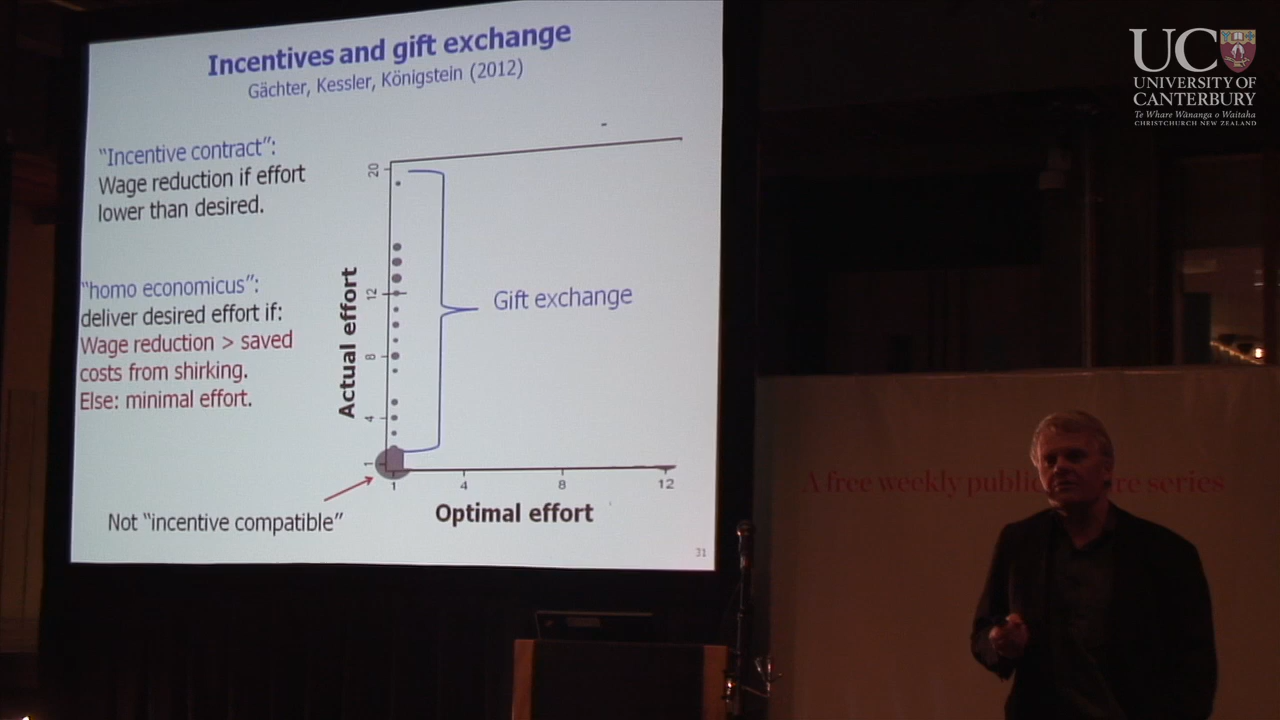 Incentives and gift exchange
Gächter, Kessler, Königstein (2012)
"Incentive contract":
Wage reduction if effort
lower than desired.
"homo economicus":
deliver desired effort if:
Wage reduction > saved
costs from shirking.
Else: minimal effort.
Not "incentive compatible"
Actual effort
20
12
8
4
1
Gift exchange
1
4
8
12
Optimal effort
31
UC
UNIVERSITY OF
CANTERBURY
Te Whare Wānanga o Waitaha
CHRISTCHURCH NEW ZEALAND
A free weekly public re series